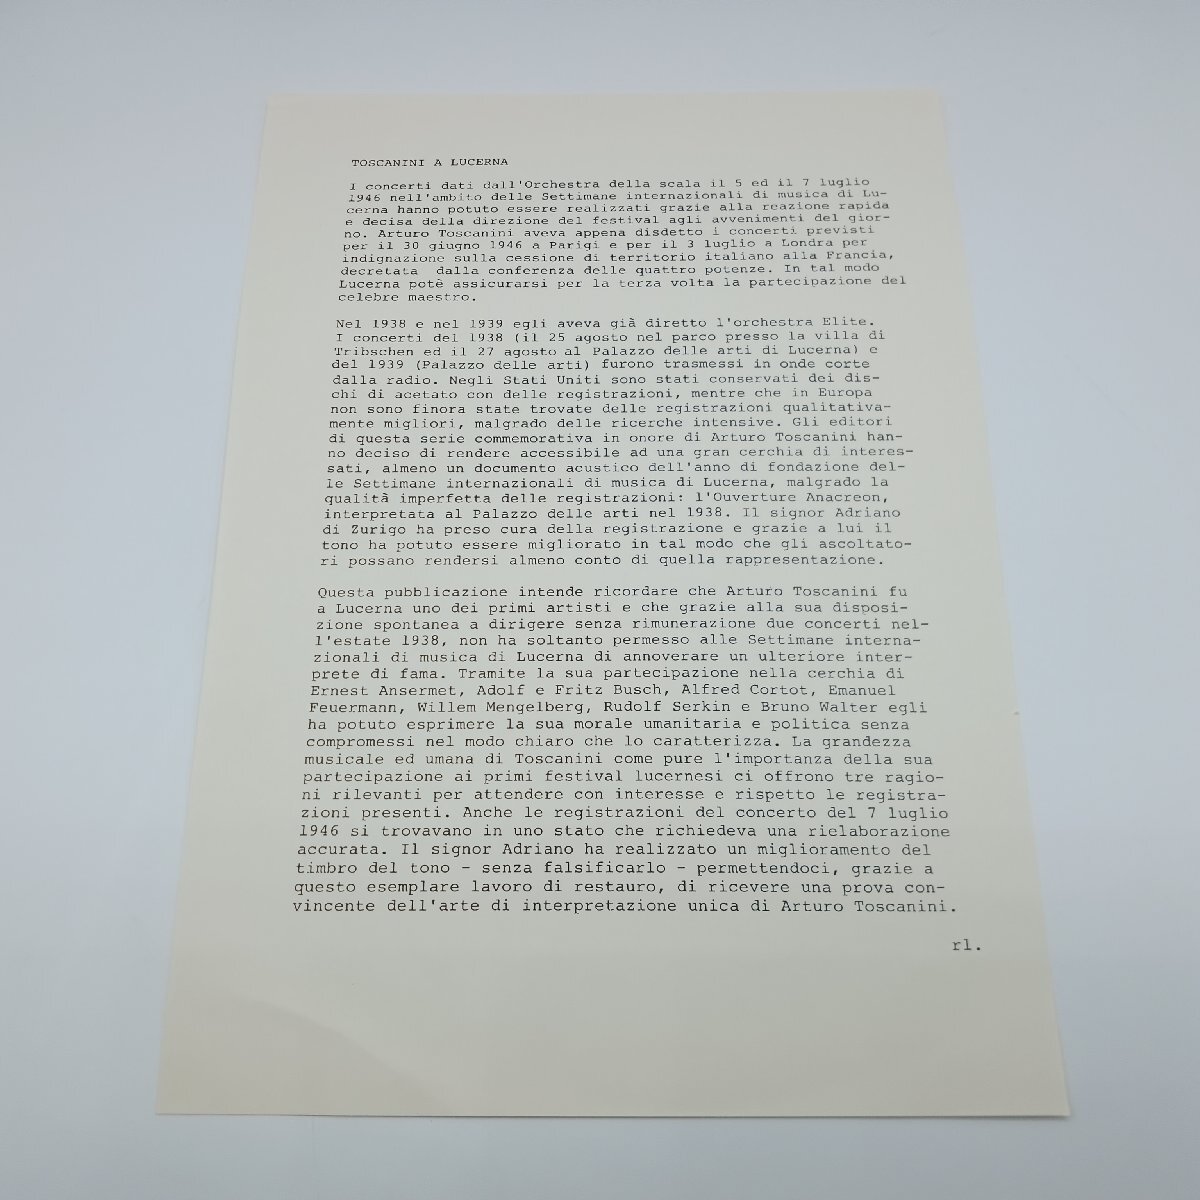 TOSCANINI A LUCERNA
I concerti dati dall'Orchestra della scala il 5 ed il 7 luglio
1946 nell'ambito delle Settimane internazionali di musica di Lu-
cerna hanno potuto essere realizzati grazie alla reazione rapida
e decisa della direzione del festival agli avvenimenti del gior-
no. Arturo Toscanini aveva appena disdetto i concerti previsti
per il 30 giugno 1946 a Parigi e per il 3 luglio a Londra per
indignazione sulla cessione di territorio italiano alla Francia,
decretata  dalla conferenza delle quattro potenze. In tal modo
Lucerna potè assicurarsi per la terza volta la partecipazione del
celebre maestro.
Nel 1938 e nel 1939 egli aveva già diretto l'orchestra Elite.
I concerti del 1938 (il 25 agosto nel parco presso la villa di
Tribschen ed il 27 agosto al Palazzo delle arti di Lucerna) e
del 1939 (Palazzo delle arti) furono trasmessi in onde corte
dalla radio. Negli Stati Uniti sono stati conservati dei dis-
chi di acetato con delle registrazioni, mentre che in Europa
non sono finora state trovate delle registrazioni qualitativa-
mente migliori, malgrado delle ricerche intensive. Gli editori
di questa serie commemorativa in onore di Arturo Toscanini han-
no deciso di rendere accessibile ad una gran cerchia di interes-
sati, almeno un documento acustico dell'anno di fondazione del-
le Settimane internazionali di musica di Lucerna, malgrado la
qualità imperfetta delle registrazioni: l'Ouverture Anacreon,
interpretata al Palazzo delle arti nel 1938. Il signor Adriano
di Zurigo ha preso cura della registrazione e grazie a lui il
tono ha potuto essere migliorato in tal modo che gli ascoltato-
ri possano rendersi almeno conto di quella rappresentazione.
Questa pubblicazione intende ricordare che Arturo Toscanini fu
a Lucerna uno dei primi artisti e che grazie alla sua disposi-
zione spontanea a dirigere senza rimunerazione due concerti nel-
l'estate 1938, non ha soltanto permesso alle Settimane interna-
zionali di musica di Lucerna di annoverare un ulteriore inter-
prete di fama. Tramite la sua partecipazione nella cerchia di
Ernest Ansermet, Adolf e Fritz Busch, Alfred Cortot, Emanuel
Feuermann, Willem Mengelberg, Rudolf Serkin e Bruno Walter egli
ha potuto esprimere la sua morale umanitaria e politica senza
compromessi nel modo chiaro che lo caratterizza. La grandezza
musicale ed umana di Toscanini come pure l'importanza della sua
partecipazione ai primi festival lucernesi ci offrono tre ragio-
ni rilevanti per attendere con interesse e rispetto le registra-
zioni presenti. Anche le registrazioni del concerto del 7 luglio
1946 si trovavano in uno stato che richiedeva una rielaborazione
accurata. Il signor Adriano ha realizzato un miglioramento del
timbro del tono - senza falsificarlo - permettendoci, grazie a
questo esemplare lavoro di restauro, di ricevere una prova con-
vincente dell'arte di interpretazione unica di Arturo Toscanini.
rl.